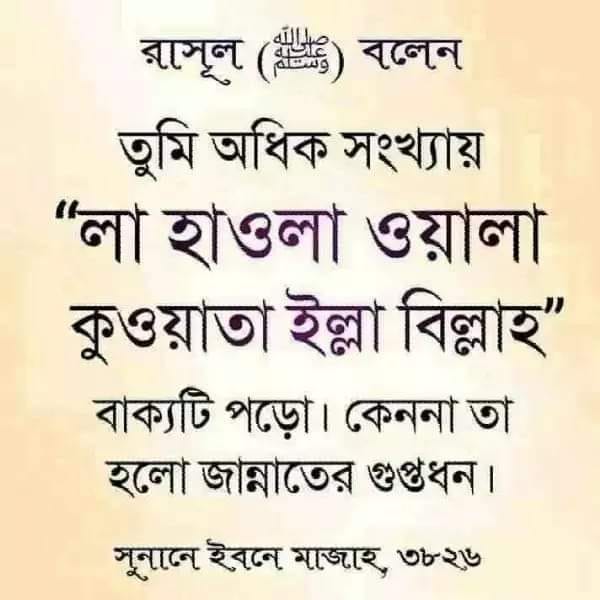 রাসূল (ﷺ) বলেন
তুমি অধিক সংখ্যায়
“লা হাওলা ওয়ালা
কুওয়াতা ইল্লা বিল্লাহ”
বাক্যটি পড়ো। কেননা তা
হলো জান্নাতের গুপ্তধন।
সুনানে ইবনে মাজাহ, ৩৮২৬